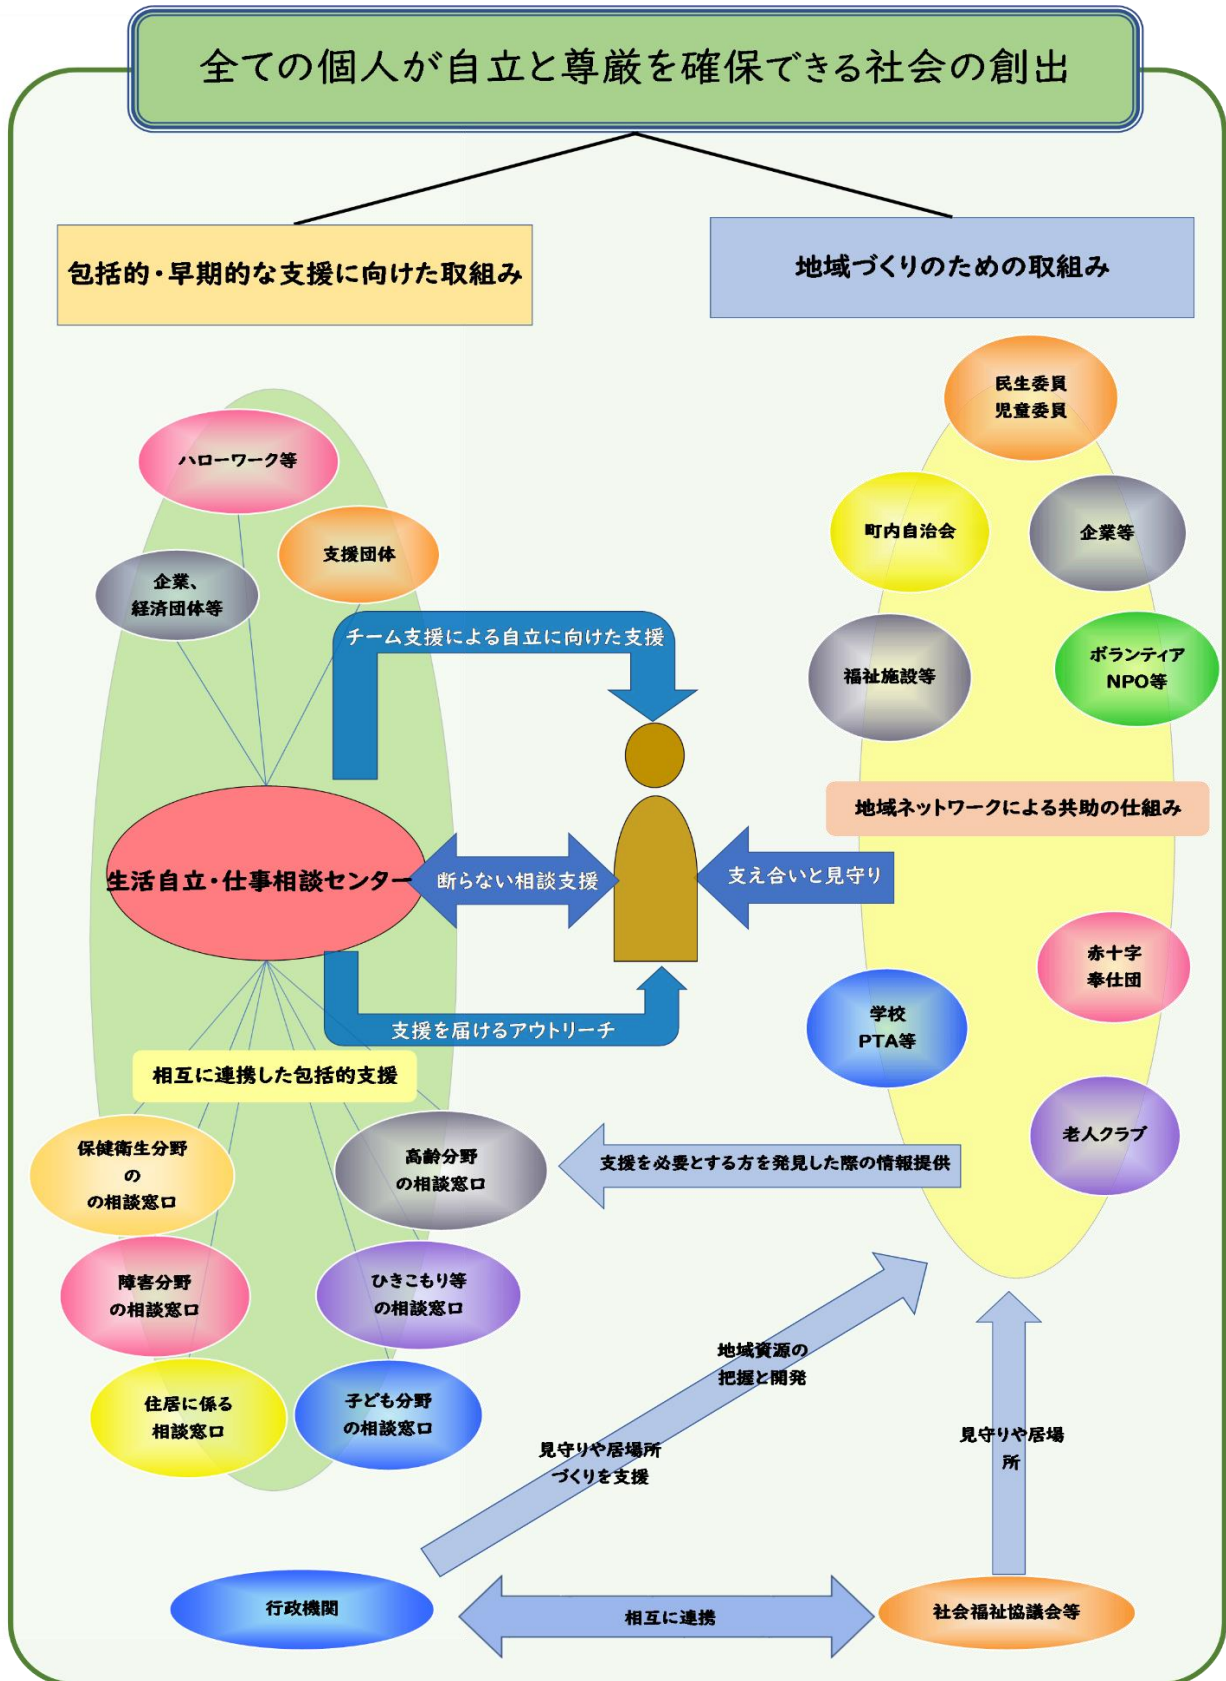 全ての個人が自立と尊厳を確保できる社会の創出
包括的・早期的な支援に向けた取組み
地域づくりのための取組み
ハローワーク等
企業、
経済団体等
支援団体
チーム支援による自立に向けた支援
生活自立・仕事相談センター
断らない相談支援
支援を届けるアウトリーチ
相互に連携した包括的支援
保健衛生分野
の
の相談窓口
高齢分野
の相談窓口
障害分野
の相談窓口
ひきこもり等
の相談窓口
住居に係る
相談窓口
子ども分野
の相談窓口
民生委員
児童委員
町内自治会
企業等
福祉施設等
ボランティア
NPO等
地域ネットワークによる共助の仕組み
支え合いと見守り
赤十字
奉仕団
学校
PTA等
老人クラブ
支援を必要とする方を発見した際の情報提供
地域資源の
把握と開発
見守りや居場所
づくりを支援
見守りや居場
所
行政機関
相互に連携
社会福祉協議会等